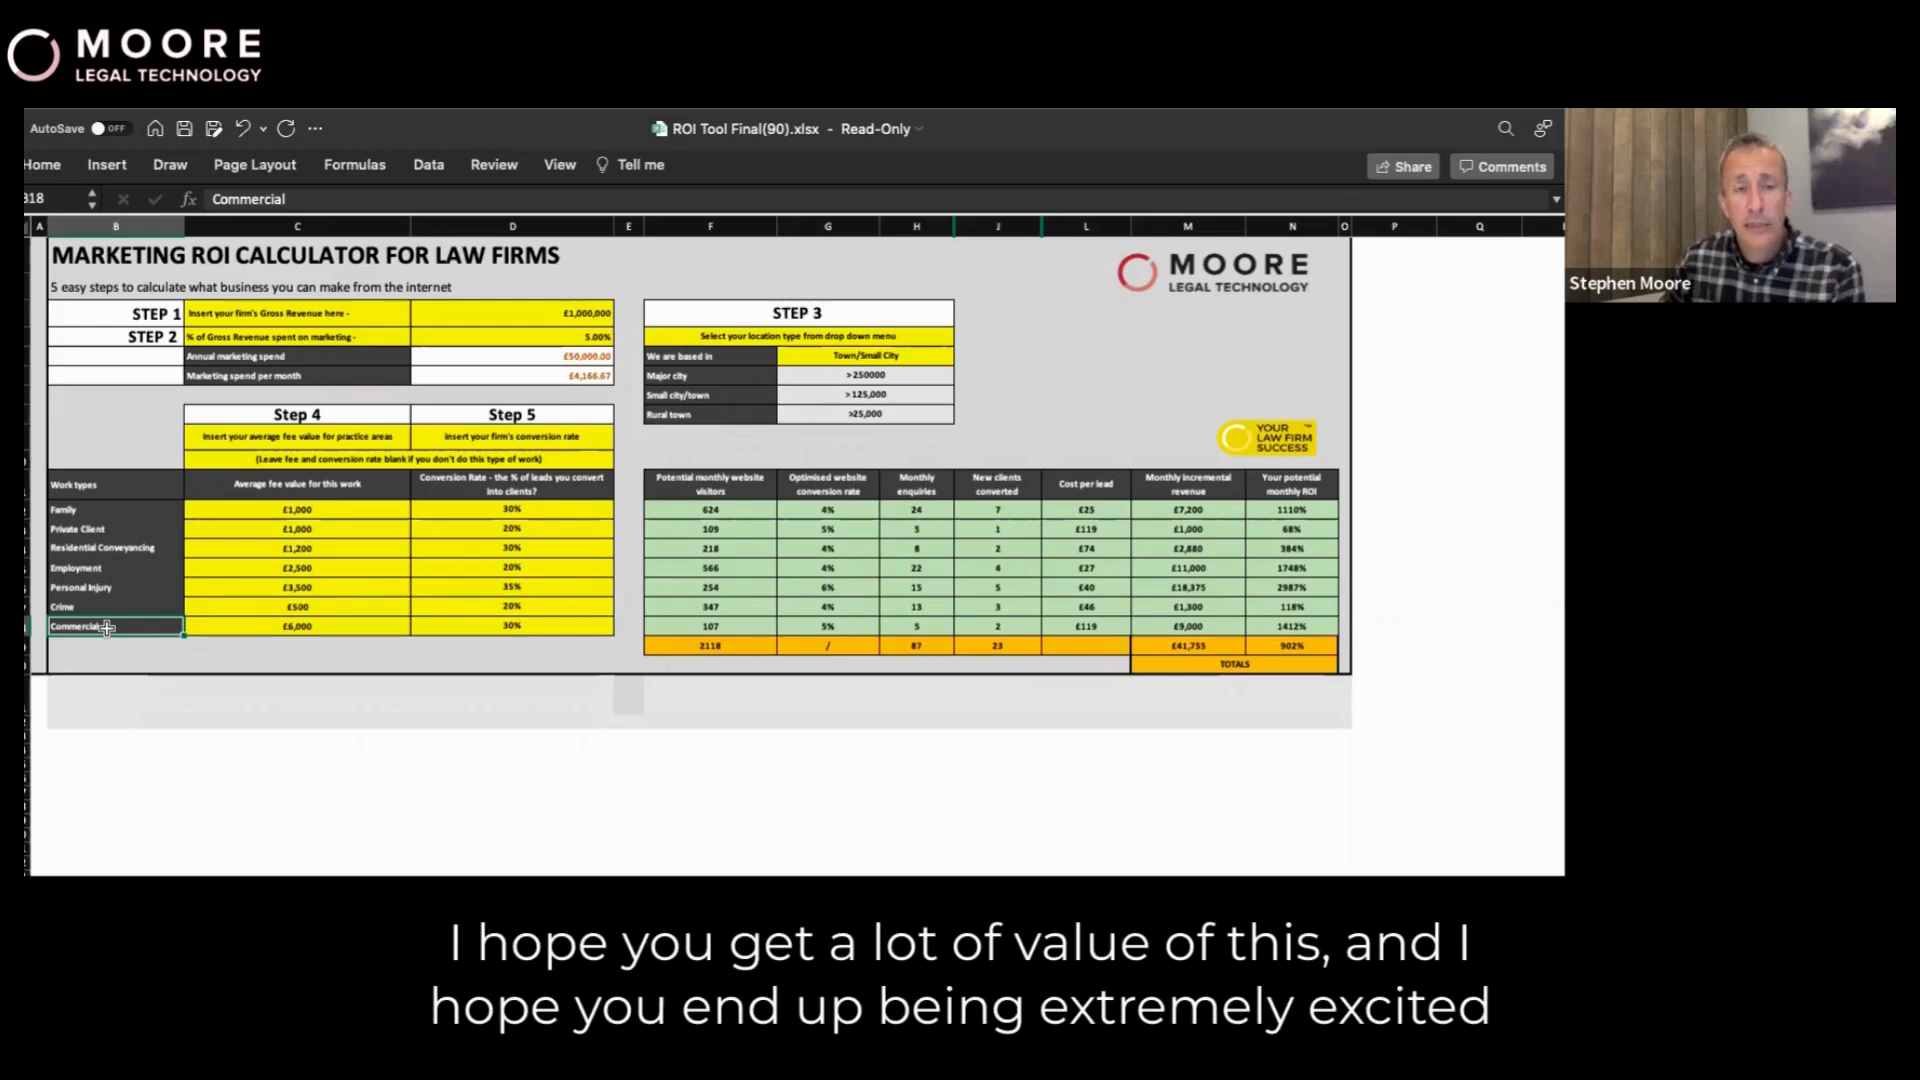 MOORE
LEGAL TECHNOLOGY
AutoSave OFF
ROI Tool Final(90).xlsx - Read-Only
Home Insert Draw Page Layout Formulas Data Review View Tell me
Share Comments
B18 fx Commercial
A B C D E F G H J L M N O P Q
MARKETING ROI CALCULATOR FOR LAW FIRMS
5 easy steps to calculate what business you can make from the internet
MOORE
LEGAL TECHNOLOGY
STEP 1 Insert your firm's Gross Revenue here - £1,000,000
STEP 2 % of Gross Revenue spent on marketing - 5.00%
Annual marketing spend £50,000.00
Marketing spend per month £4,166.67
STEP 3
Select your location type from drop down menu
We are based in Town/Small City
Major city >250000
Small city/town >125,000
Rural town >25,000
Stephen Moore
Step 4 Step 5
Insert your average fee value for practice areas Insert your firm's conversion rate
(Leave fee and conversion rate blank if you don't do this type of work)
YOUR
LAW FIRM
SUCCESS ™
Work types Average fee value for this work Conversion Rate - the % of leads you convert into clients? Potential monthly website visitors Optimised website conversion rate Monthly enquiries New clients converted Cost per lead Monthly incremental revenue Your potential monthly ROI
Family £1,000 30% 624 4% 24 7 £25 £7,200 1110%
Private Client £1,000 20% 109 5% 5 1 £119 £1,000 68%
Residential Conveyancing £1,200 30% 218 4% 8 2 £74 £2,880 384%
Employment £2,500 20% 566 4% 22 4 £27 £11,000 1748%
Personal Injury £3,500 35% 254 6% 15 5 £40 £18,375 2987%
Crime £500 20% 347 4% 13 3 £46 £1,300 118%
Commercial £6,000 30% 107 5% 5 2 £119 £9,000 1412%
2118 / 87 23 £41,755 902%
TOTALS
I hope you get a lot of value of this, and I
hope you end up being extremely excited